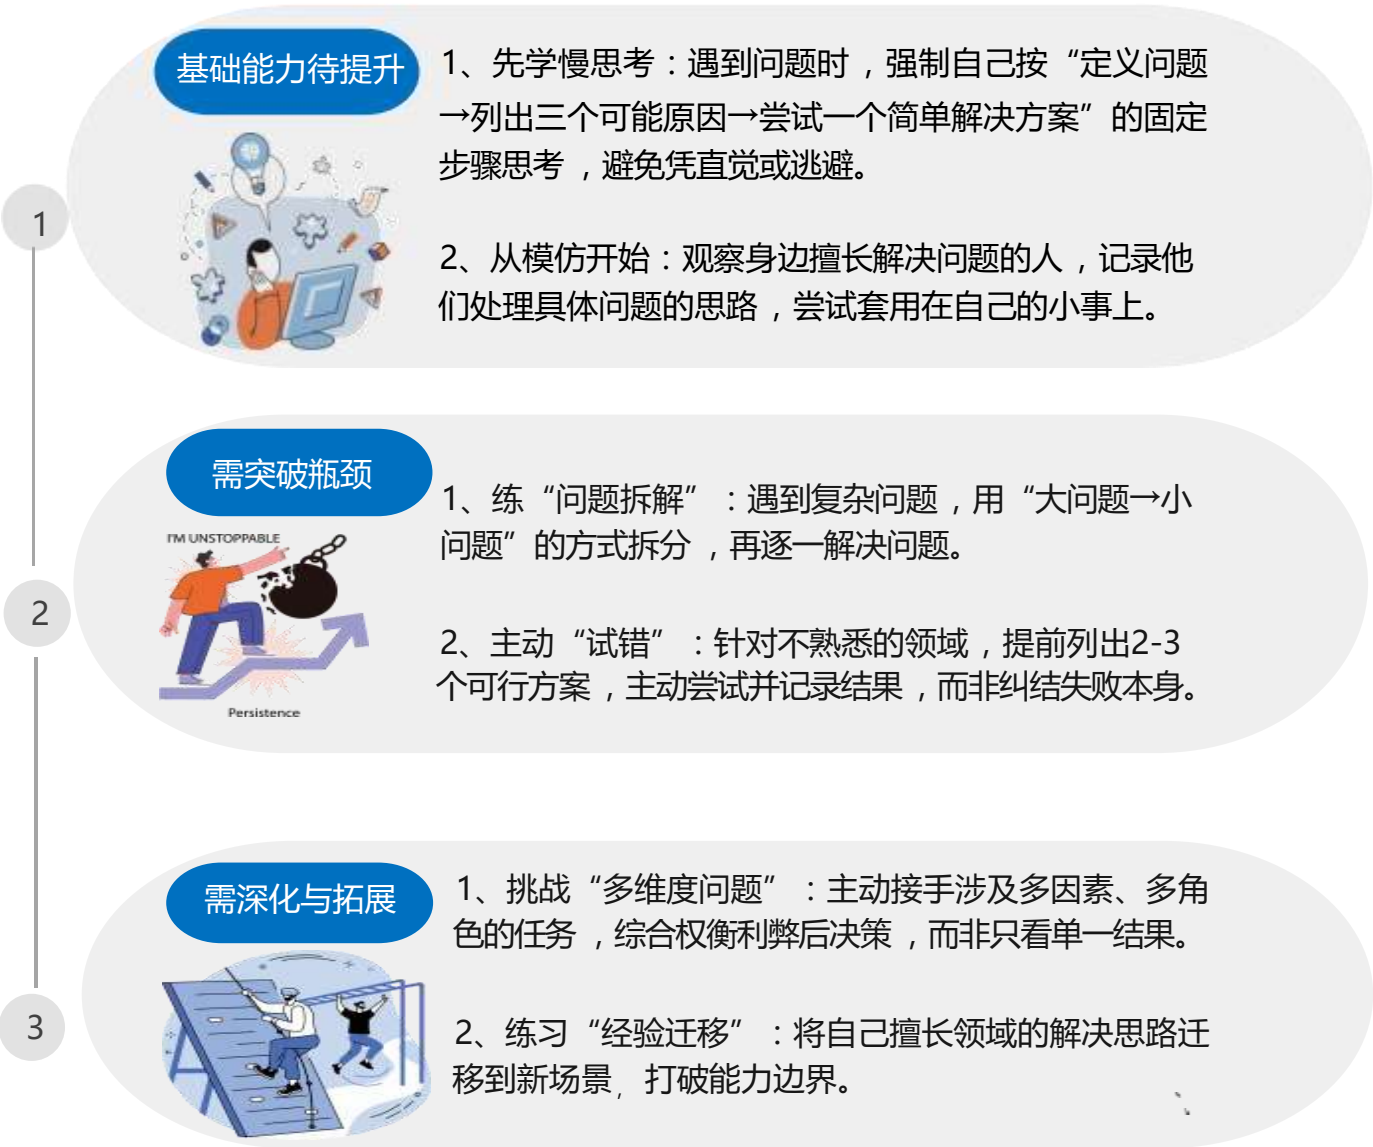 1
基础能力待提升
1、先学慢思考：遇到问题时，强制自己按“定义问题
→列出三个可能原因→尝试一个简单解决方案”的固定
步骤思考，避免凭直觉或逃避。
2、从模仿开始：观察身边擅长解决问题的人，记录他
们处理具体问题的思路，尝试套用在自己的小事上。
2
需突破瓶颈
I'M UNSTOPPABLE
Persistence
1、练“问题拆解”：遇到复杂问题，用“大问题→小
问题”的方式拆分，再逐一解决问题。
2、主动“试错”：针对不熟悉的领域，提前列出2-3
个可行方案，主动尝试并记录结果，而非纠结失败本身。
3
需深化与拓展
1、挑战“多维度问题”：主动接手涉及多因素、多角
色的任务，综合权衡利弊后决策，而非只看单一结果。
2、练习“经验迁移”：将自己擅长领域的解决思路迁
移到新场景，打破能力边界。